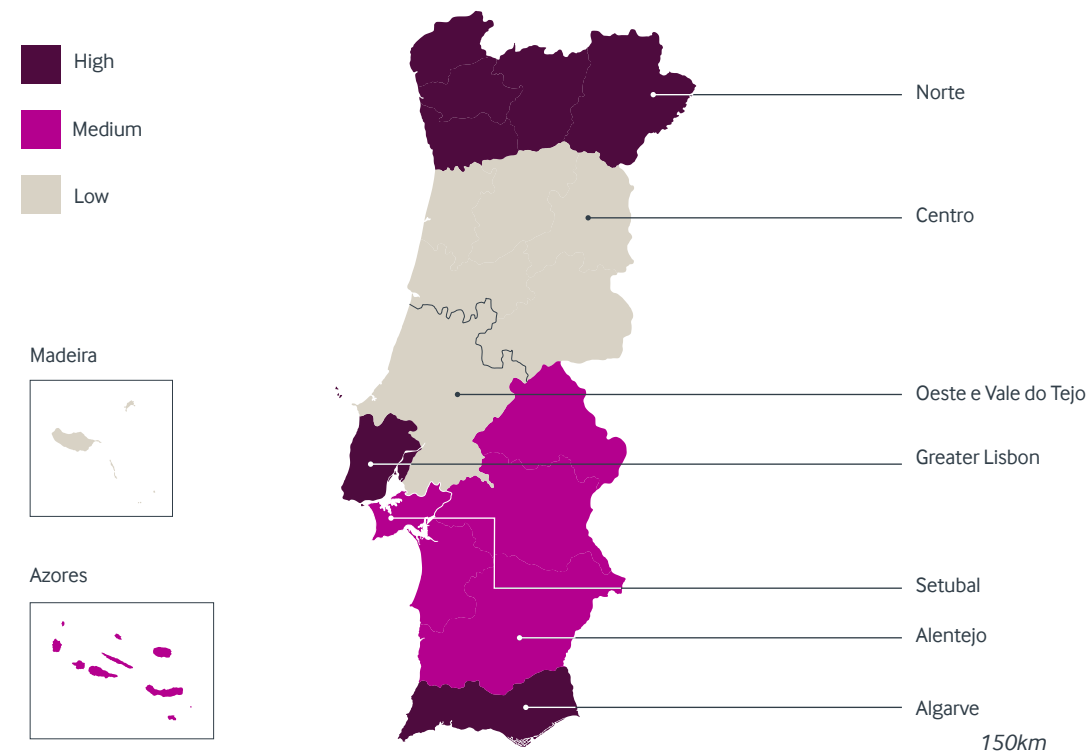 High
Medium
Low
Madeira
Azores
Norte
Centro
Oeste e Vale do Tejo
Greater Lisbon
Setubal
Alentejo
Algarve
150km